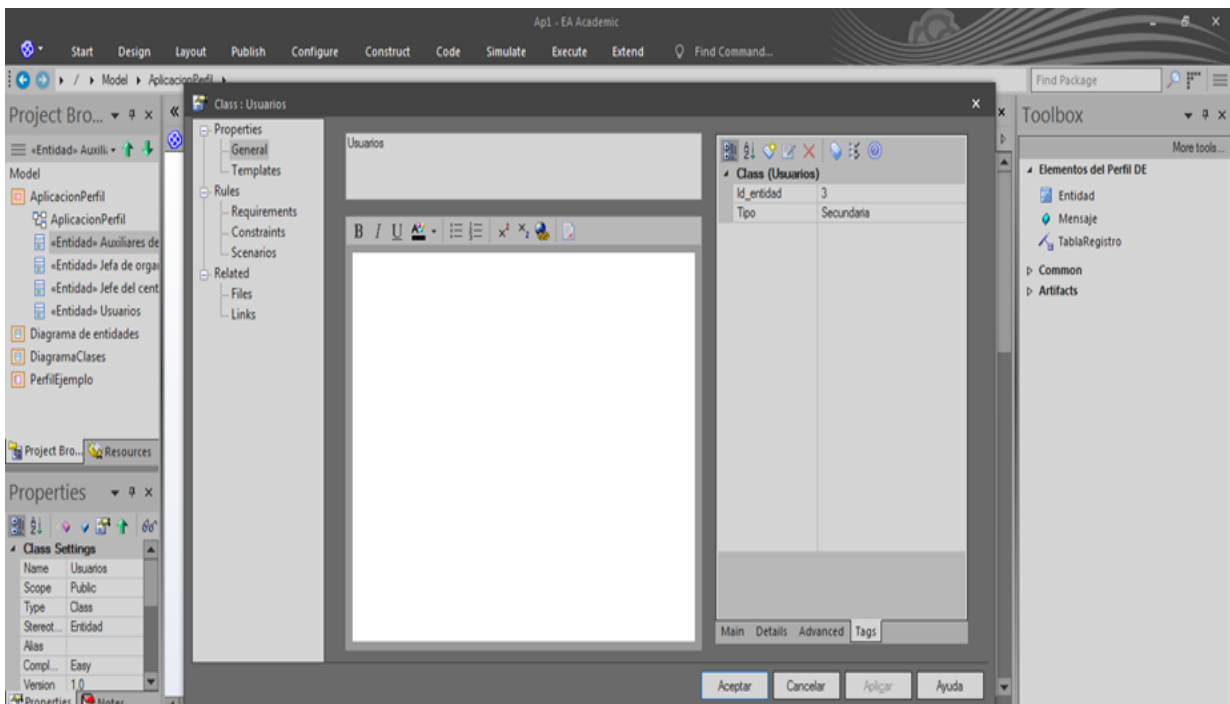 Ap1 - EA Academic
Start Design Layout Publish Configure Construct Code Simulate Execute Extend Find Command...
/ Model AplicacionPerfil
Find Package
Project Bro...
«Entidad» Auxilia
Model
AplicacionPerfil
AplicacionPerfil
«Entidad» Auxiliares de
«Entidad» Jefa de organ
«Entidad» Jefe del cent
«Entidad» Usuarios
Diagrama de entidades
DiagramaClases
PerfilEjemplo
Project Bro... Resources
Properties
Class Settings
Name Usuarios
Scope Public
Type Class
Stereot... Entidad
Alias
Compl... Easy
Version 1.0
Properties Notes
Class : Usuarios
Properties
General
Templates
Rules
Requirements
Constraints
Scenarios
Related
Files
Links
Usuarios
B I U A x² x₂
Class (Usuarios)
Id_entidad 3
Tipo Secundaria
Main Details Advanced Tags
Aceptar Cancelar Aplicar Ayuda
Toolbox
More tools...
Elementos del Perfil DE
Entidad
Mensaje
TablaRegistro
Common
Artifacts